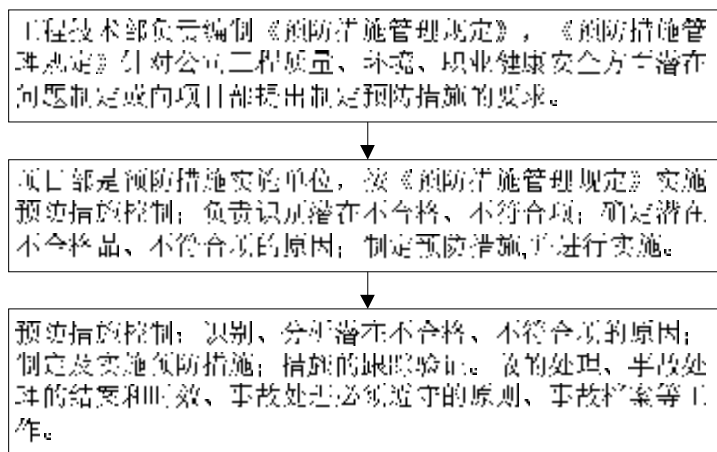 工程技术部负责编制《预防措施管理规定》，《预防措施管
理规定》针对公司工程质量、环境、职业健康安全方面潜在
问题制定或向项目部提出制定预防措施的要求。
项目部是预防措施实施单位，按《预防措施管理规定》实施
预防措施控制；负责识别潜在不合格、不符合项；确定潜在
不合格品、不符合项的原因；制定预防措施,并进行实施。
预防措施控制；识别、分析潜在不合格、不符合项的原因；
制定及实施预防措施；措施的跟踪验证。故的处理、事故处
理的结案和时效、事故处理必须遵守的原则、事故档案等工
作。